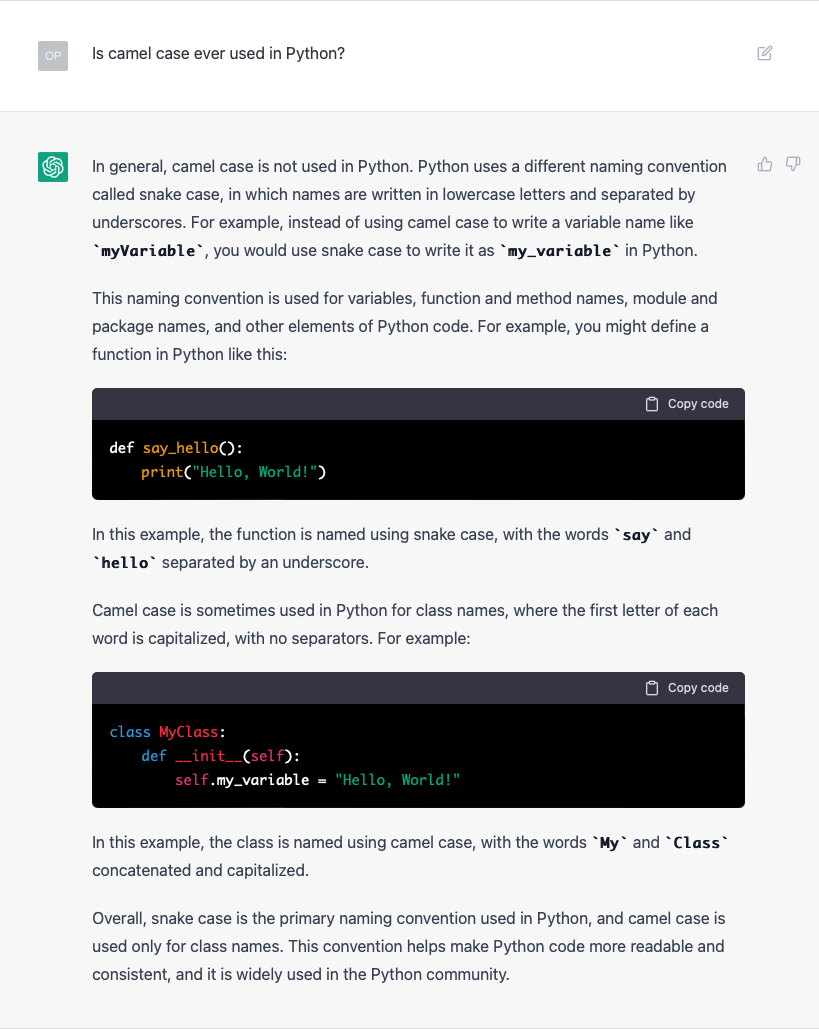 OP
Is camel case ever used in Python?
In general, camel case is not used in Python. Python uses a different naming convention
called snake case, in which names are written in lowercase letters and separated by
underscores. For example, instead of using camel case to write a variable name like
`myVariable`, you would use snake case to write it as `my_variable` in Python.
This naming convention is used for variables, function and method names, module and
package names, and other elements of Python code. For example, you might define a
function in Python like this:
Copy code
def say_hello():
    print("Hello, World!")
In this example, the function is named using snake case, with the words `say` and
`hello` separated by an underscore.
Camel case is sometimes used in Python for class names, where the first letter of each
word is capitalized, with no separators. For example:
Copy code
class MyClass:
    def __init__(self):
        self.my_variable = "Hello, World!"
In this example, the class is named using camel case, with the words `My` and `Class`
concatenated and capitalized.
Overall, snake case is the primary naming convention used in Python, and camel case is
used only for class names. This convention helps make Python code more readable and
consistent, and it is widely used in the Python community.